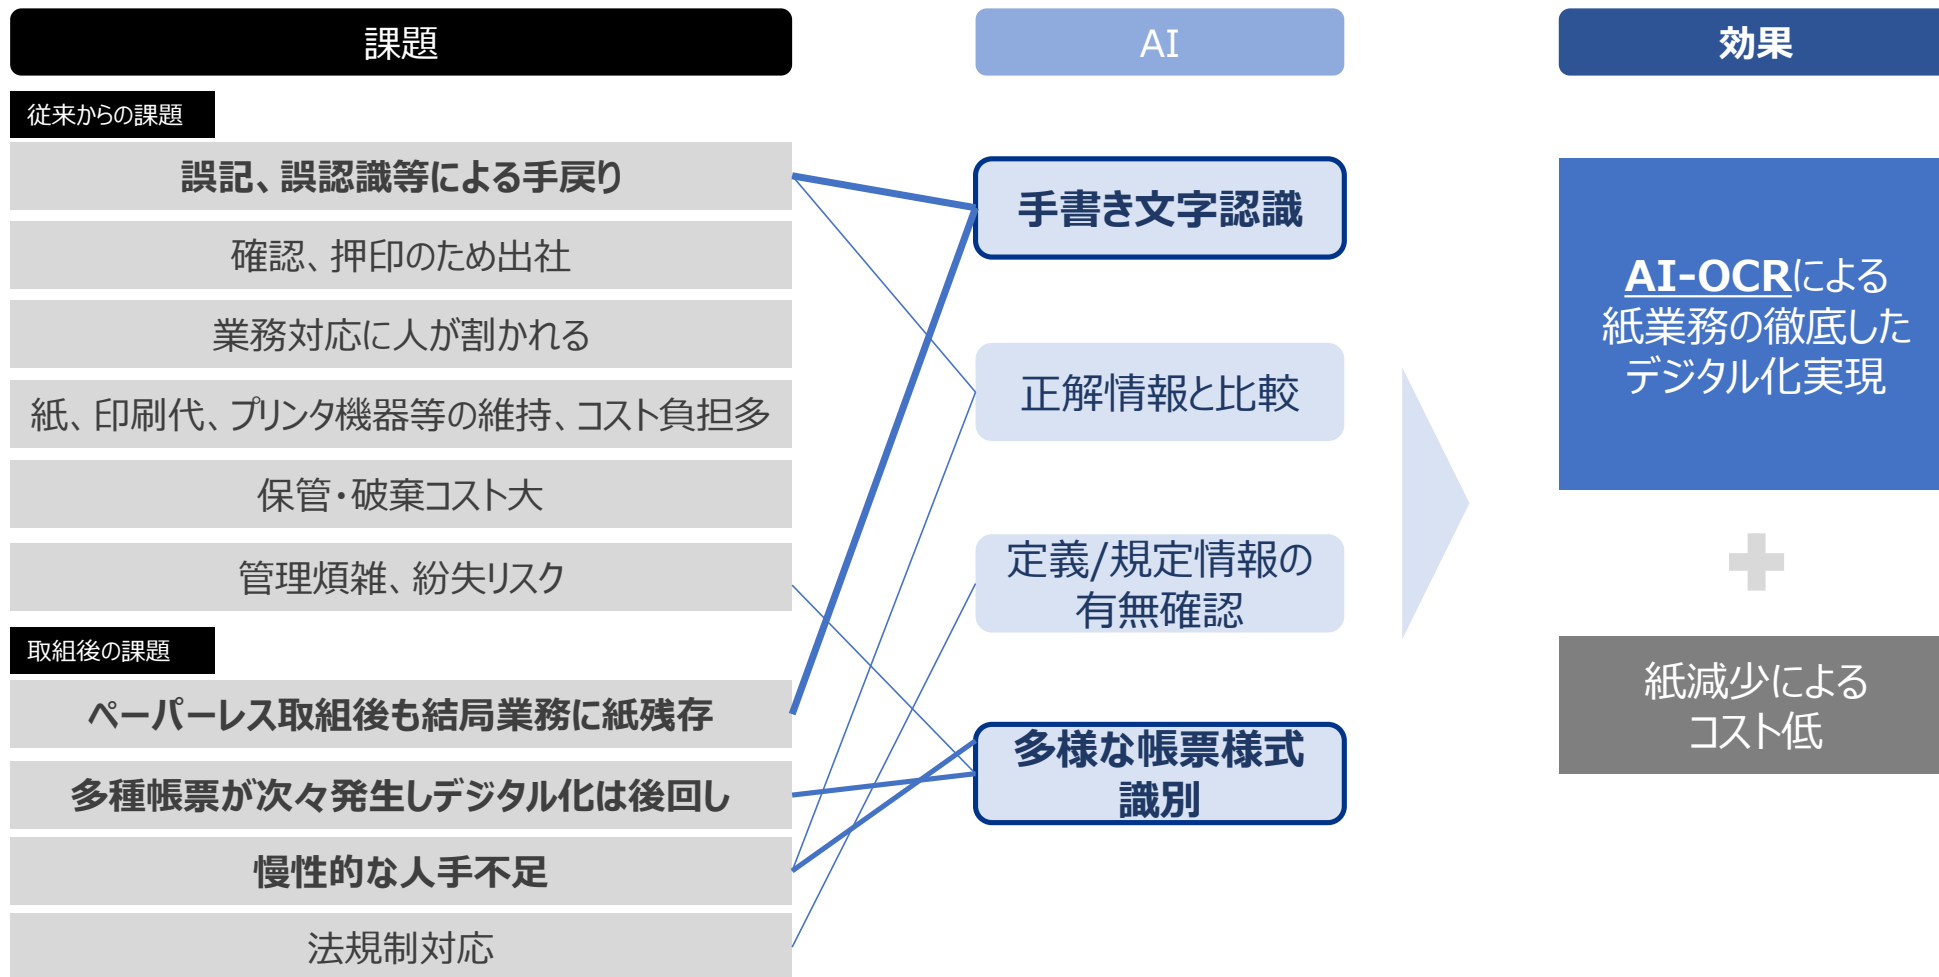 課題
AI
効果
従来からの課題
誤記、誤認識等による手戻り
確認、押印のため出社
業務対応に人が割かれる
紙、印刷代、プリンタ機器等の維持、コスト負担多
保管・破棄コスト大
管理煩雑、紛失リスク
取組後の課題
ペーパーレス取組後も結局業務に紙残存
多種帳票が次々発生しデジタル化は後回し
慢性的な人手不足
法規制対応
手書き文字認識
正解情報と比較
定義/規定情報の
有無確認
多様な帳票様式
識別
AI-OCRによる
紙業務の徹底した
デジタル化実現
紙減少による
コスト低